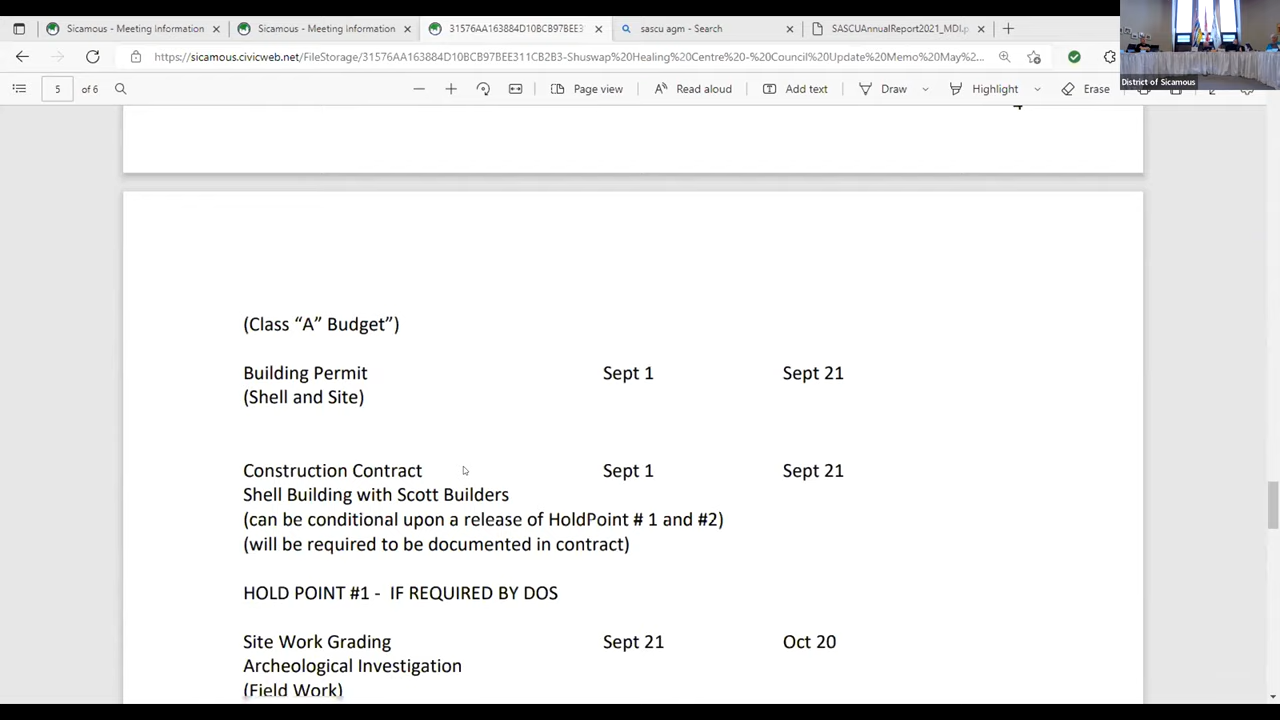 Sicamous - Meeting information
Sicamous - Meeting information
31576AA163884D10BCB97BEE3
sascu agm - Search
SASCUAnnualReport2021_MDI.p
https://sicamous.civicweb.net/FileStorage/31576AA163884D10BCB97BEE51CB2B3-Shuswap%20Healing%20Centre%20-%20Council%20Update%20Memo%20May%2...
5 of 6
Page view
Read aloud
Add text
Draw
Highlight
Erase
District of Sicamous
4
(Class “A” Budget”)
Building Permit Sept 1 Sept 21
(Shell and Site)
Construction Contract Sept 1 Sept 21
Shell Building with Scott Builders
(can be conditional upon a release of HoldPoint # 1 and #2)
(will be required to be documented in contract)
HOLD POINT #1 - IF REQUIRED BY DOS
Site Work Grading Sept 21 Oct 20
Archeological Investigation
(Field Work)